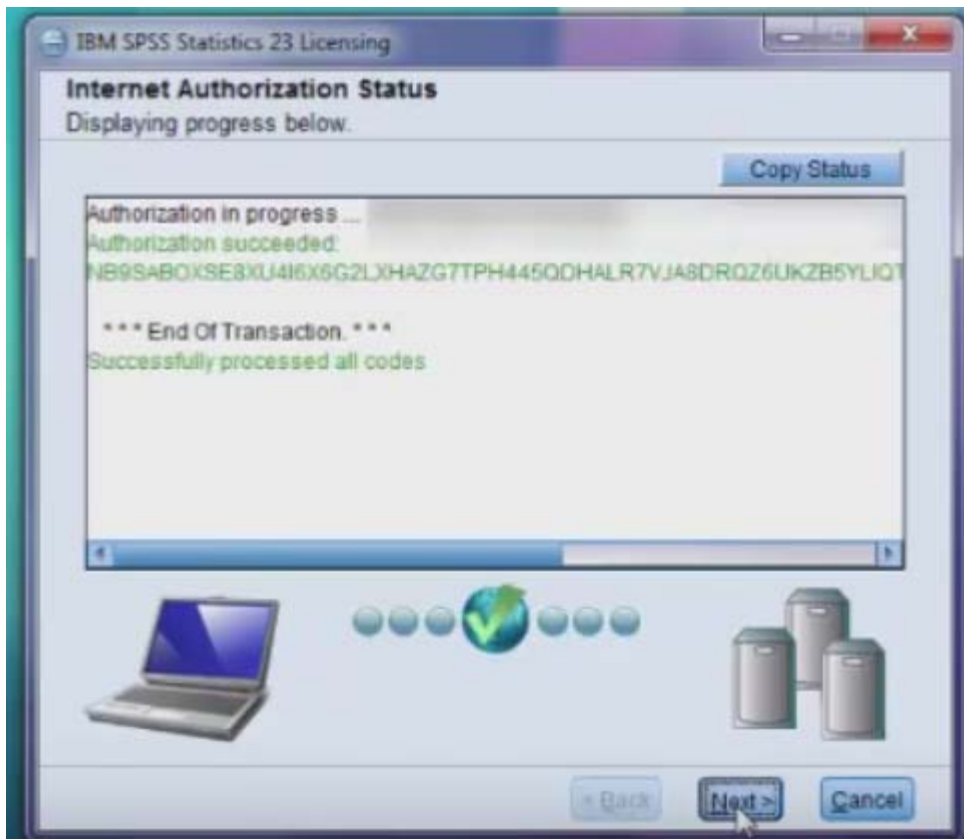 IBM SPSS Statistics 23 Licensing
Internet Authorization Status
Displaying progress below.
Copy Status
Authorization in progress ...
Authorization succeeded:
* * * End Of Transaction. * * *
Successfully processed all codes
< Back
Next >
Cancel